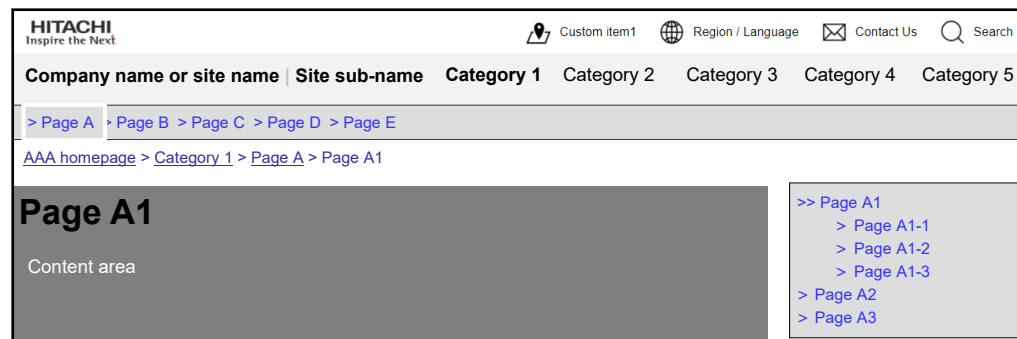 HITACHI
Inspire the Next
Custom item1 Region / Language Contact Us Search
Company name or site name | Site sub-name Category 1 Category 2 Category 3 Category 4 Category 5
> Page A > Page B > Page C > Page D > Page E
AAA homepage > Category 1 > Page A > Page A1
Page A1
Content area
>> Page A1
> Page A1-1
> Page A1-2
> Page A1-3
> Page A2
> Page A3